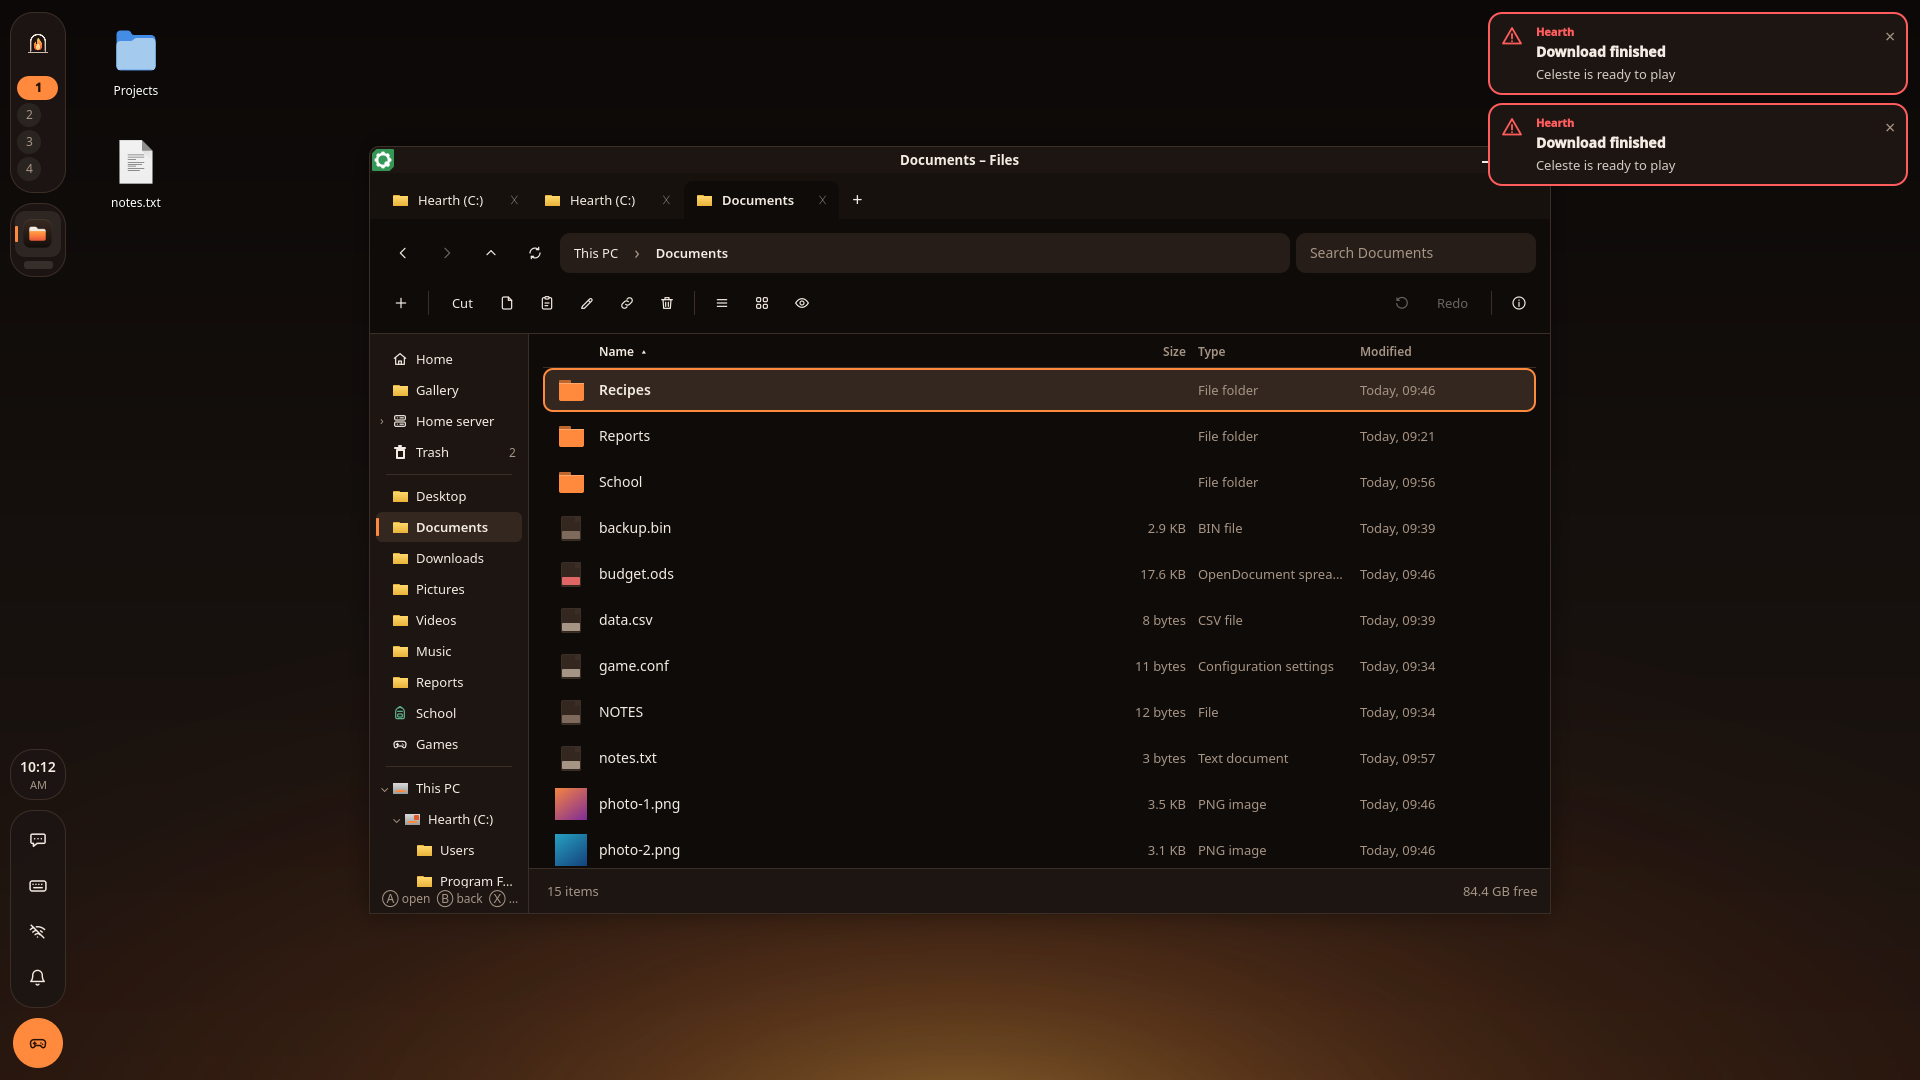 1
2
3
4
Projects
notes.txt
Hearth
Download finished
Celeste is ready to play
Hearth
Download finished
Celeste is ready to play
Documents – Files
Hearth (C:) X
Hearth (C:) X
Documents X +
This PC › Documents
Search Documents
Cut
Redo
Home
Gallery
Home server
Trash 2
Desktop
Documents
Downloads
Pictures
Videos
Music
Reports
School
Games
This PC
Hearth (C:)
Users
Program F...
A open B back X ...
Name Size Type Modified
Recipes File folder Today, 09:46
Reports File folder Today, 09:21
School File folder Today, 09:56
backup.bin 2.9 KB BIN file Today, 09:39
budget.ods 17.6 KB OpenDocument sprea... Today, 09:46
data.csv 8 bytes CSV file Today, 09:39
game.conf 11 bytes Configuration settings Today, 09:34
NOTES 12 bytes File Today, 09:34
notes.txt 3 bytes Text document Today, 09:57
photo-1.png 3.5 KB PNG image Today, 09:46
photo-2.png 3.1 KB PNG image Today, 09:46
15 items 84.4 GB free
10:12
AM